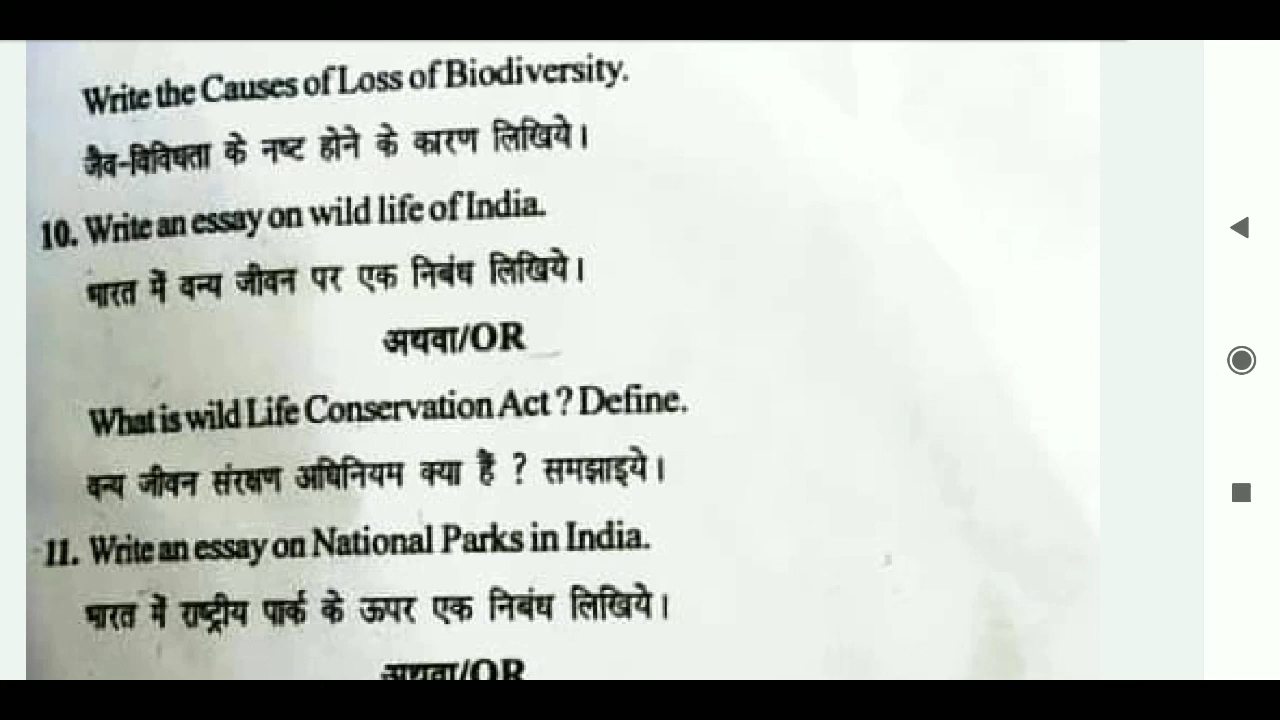 Write the Causes of Loss of Biodiversity.
जैव-विविधता के नष्ट होने के कारण लिखिये।
10. Write an essay on wild life of India.
भारत में वन्य जीवन पर एक निबंध लिखिये।
अथवा/OR
What is wild Life Conservation Act ? Define.
वन्य जीवन संरक्षण अधिनियम क्या है ? समझाइये।
11. Write an essay on National Parks in India.
भारत में राष्ट्रीय पार्क के ऊपर एक निबंध लिखिये।
अथवा/OR